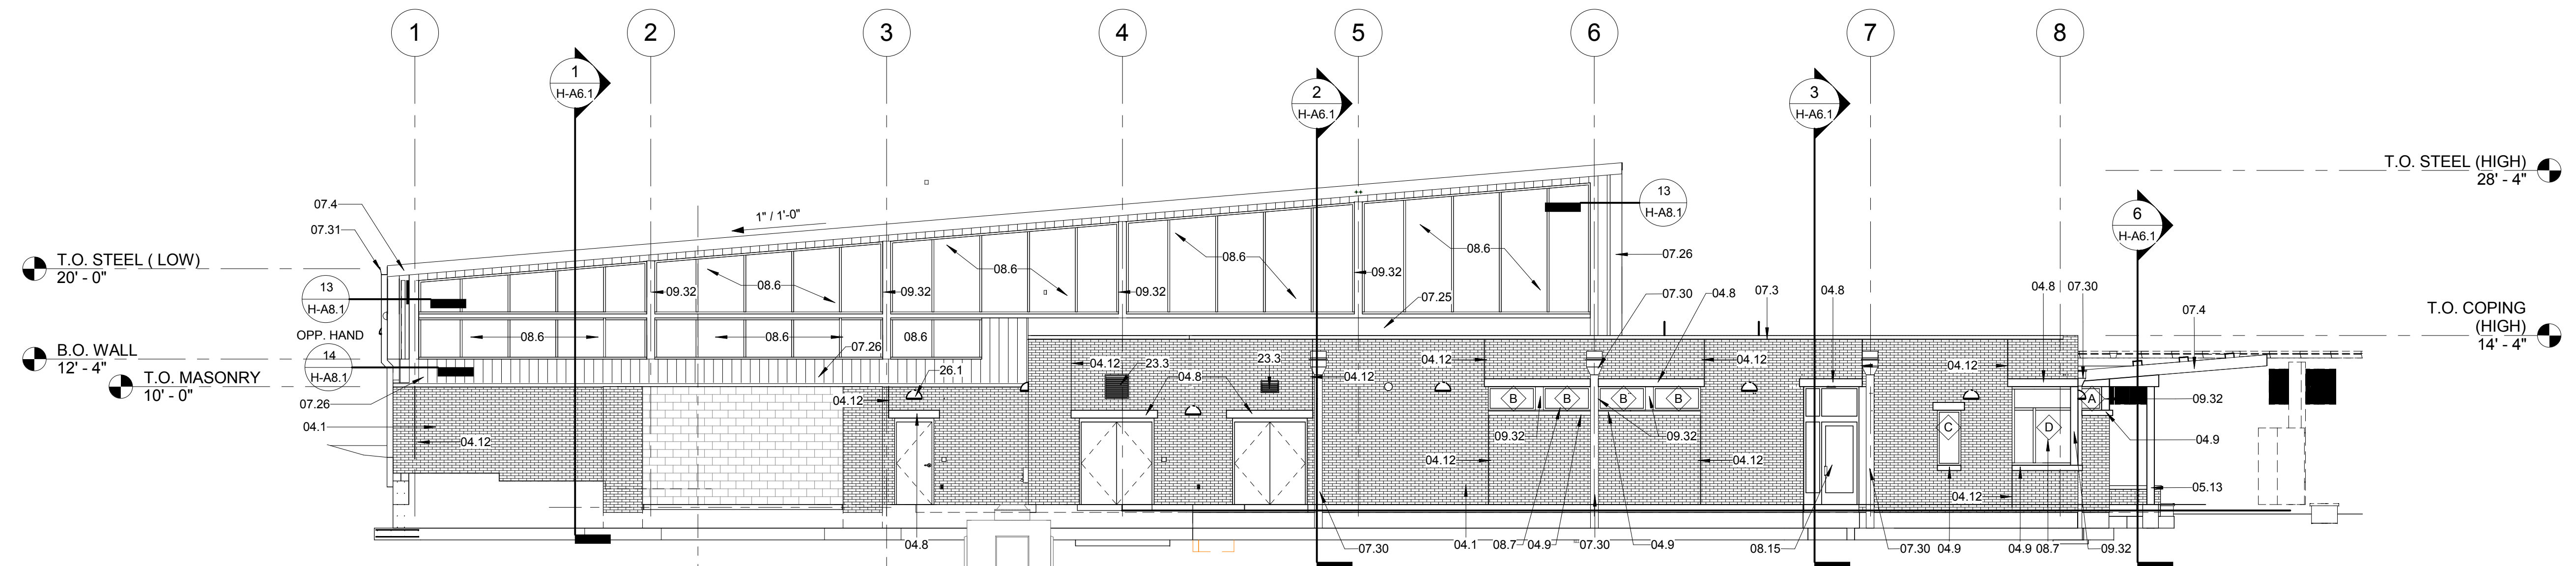 1
2
3
4
5
6
7
8
1
H-A6.1
2
H-A6.1
3
H-A6.1
6
H-A6.1
T.O. STEEL (HIGH)
28' - 4"
13
H-A8.1
07.4
07.31
1" / 1'-0"
T.O. STEEL ( LOW)
20' - 0"
13
H-A8.1
08.6
08.6
08.6
08.6
09.32
09.32
09.32
09.32
07.26
07.25
07.30
04.8
07.3
04.8
04.8
07.30
07.4
T.O. COPING
(HIGH)
14' - 4"
OPP. HAND
14
H-A8.1
B.O. WALL
12' - 4"
T.O. MASONRY
10' - 0"
08.6
08.6
08.6
07.26
07.26
04.1
04.12
26.1
04.12
04.12
23.3
04.8
23.3
04.12
04.12
04.12
04.12
B
B
B
B
C
D
A
09.32
04.9
09.32
09.32
04.12
04.12
04.12
05.13
04.8
07.30
04.1
08.7
04.9
07.30
04.9
08.15
07.30
04.9
04.9
08.7
09.32